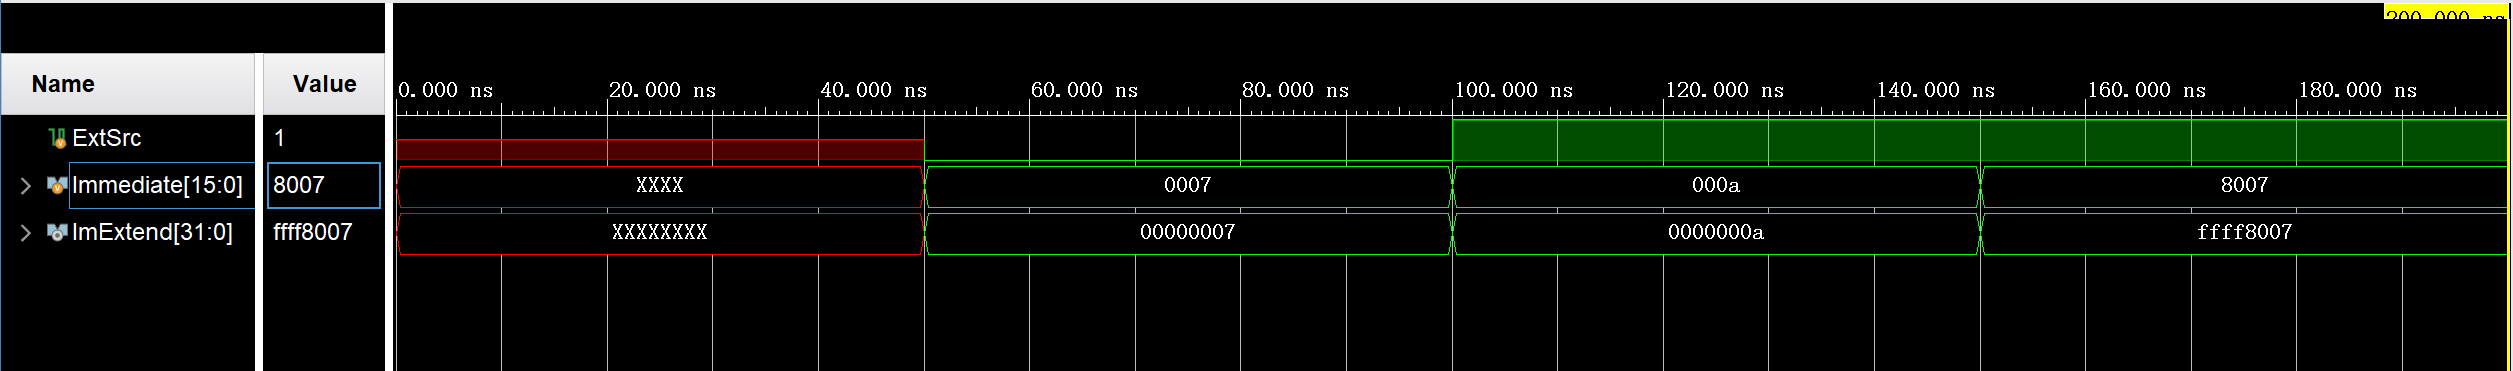 200.000 ns
Name Value
0.000 ns 20.000 ns 40.000 ns 60.000 ns 80.000 ns 100.000 ns 120.000 ns 140.000 ns 160.000 ns 180.000 ns
ExtSrc 1
Immediate[15:0] 8007 XXXX 0007 000a 8007
ImExtend[31:0] ffff8007 XXXXXXXX 00000007 0000000a ffff8007